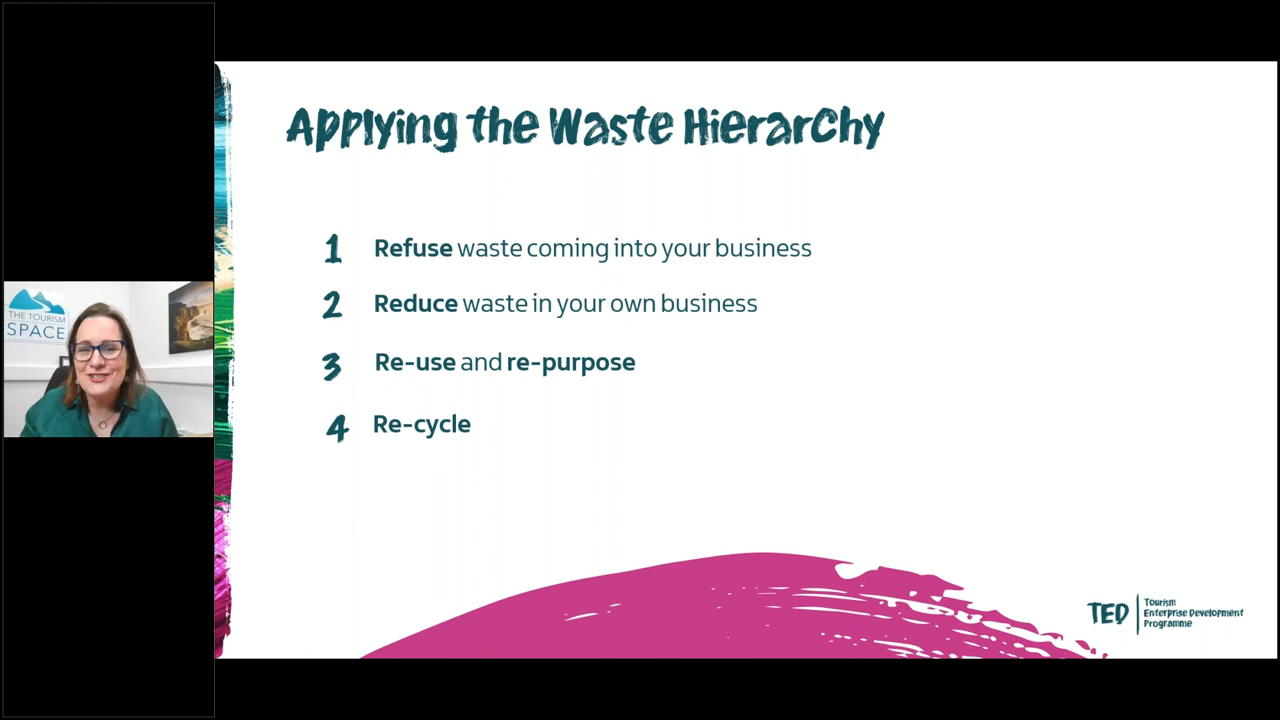 Applying the Waste Hierarchy
1 Refuse waste coming into your business
2 Reduce waste in your own business
3 Re-use and re-purpose
4 Re-cycle
THE TOURISM
SPACE
TED
Tourism
Enterprise Development
Programme